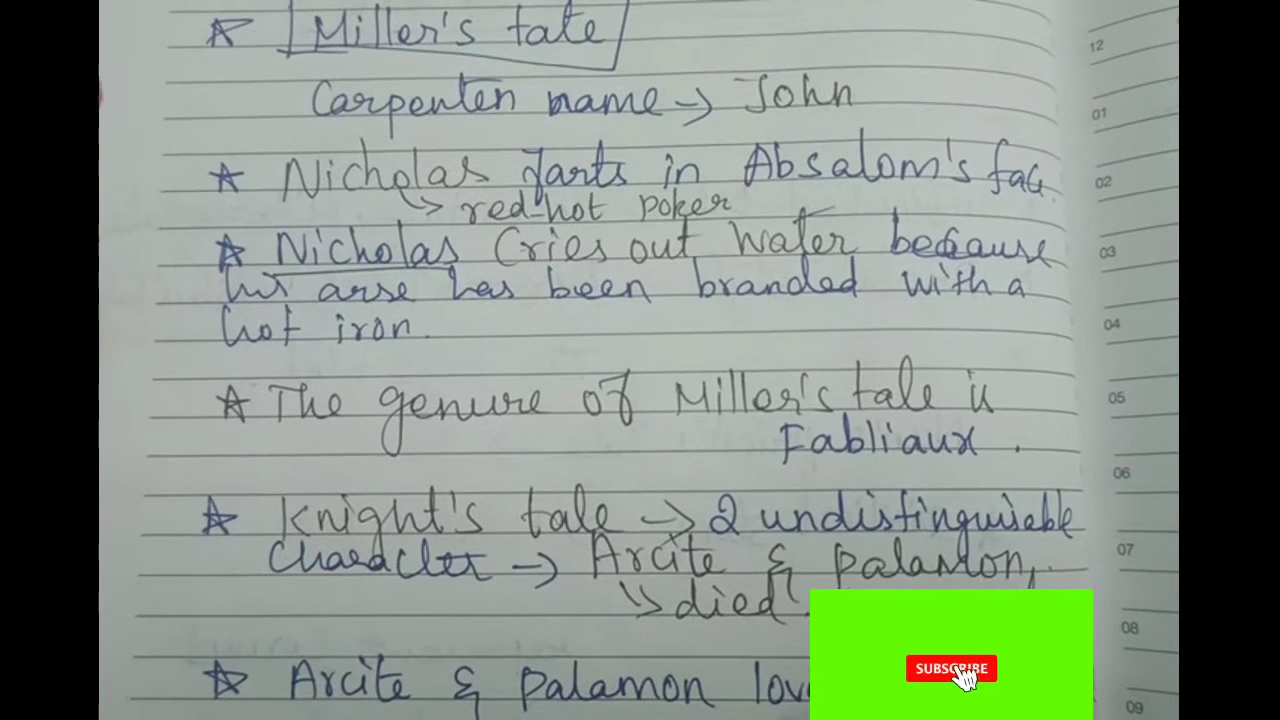 ☆ Miller's tale
Carpenter name → John
☆ Nicholas farts in Absalom's fac
↳ red-hot poker
☆ Nicholas Cries out water because
his arse has been branded with a
hot iron.
☆ The genure of Miller's tale is
Fabliaux .
☆ Knight's tale → 2 undistinguisable
Character → Arcite & Palamon,
↳ died.
☆ Arcite & palamon lov
SUBSCRIBE
12
01
02
03
04
05
06
07
08
09